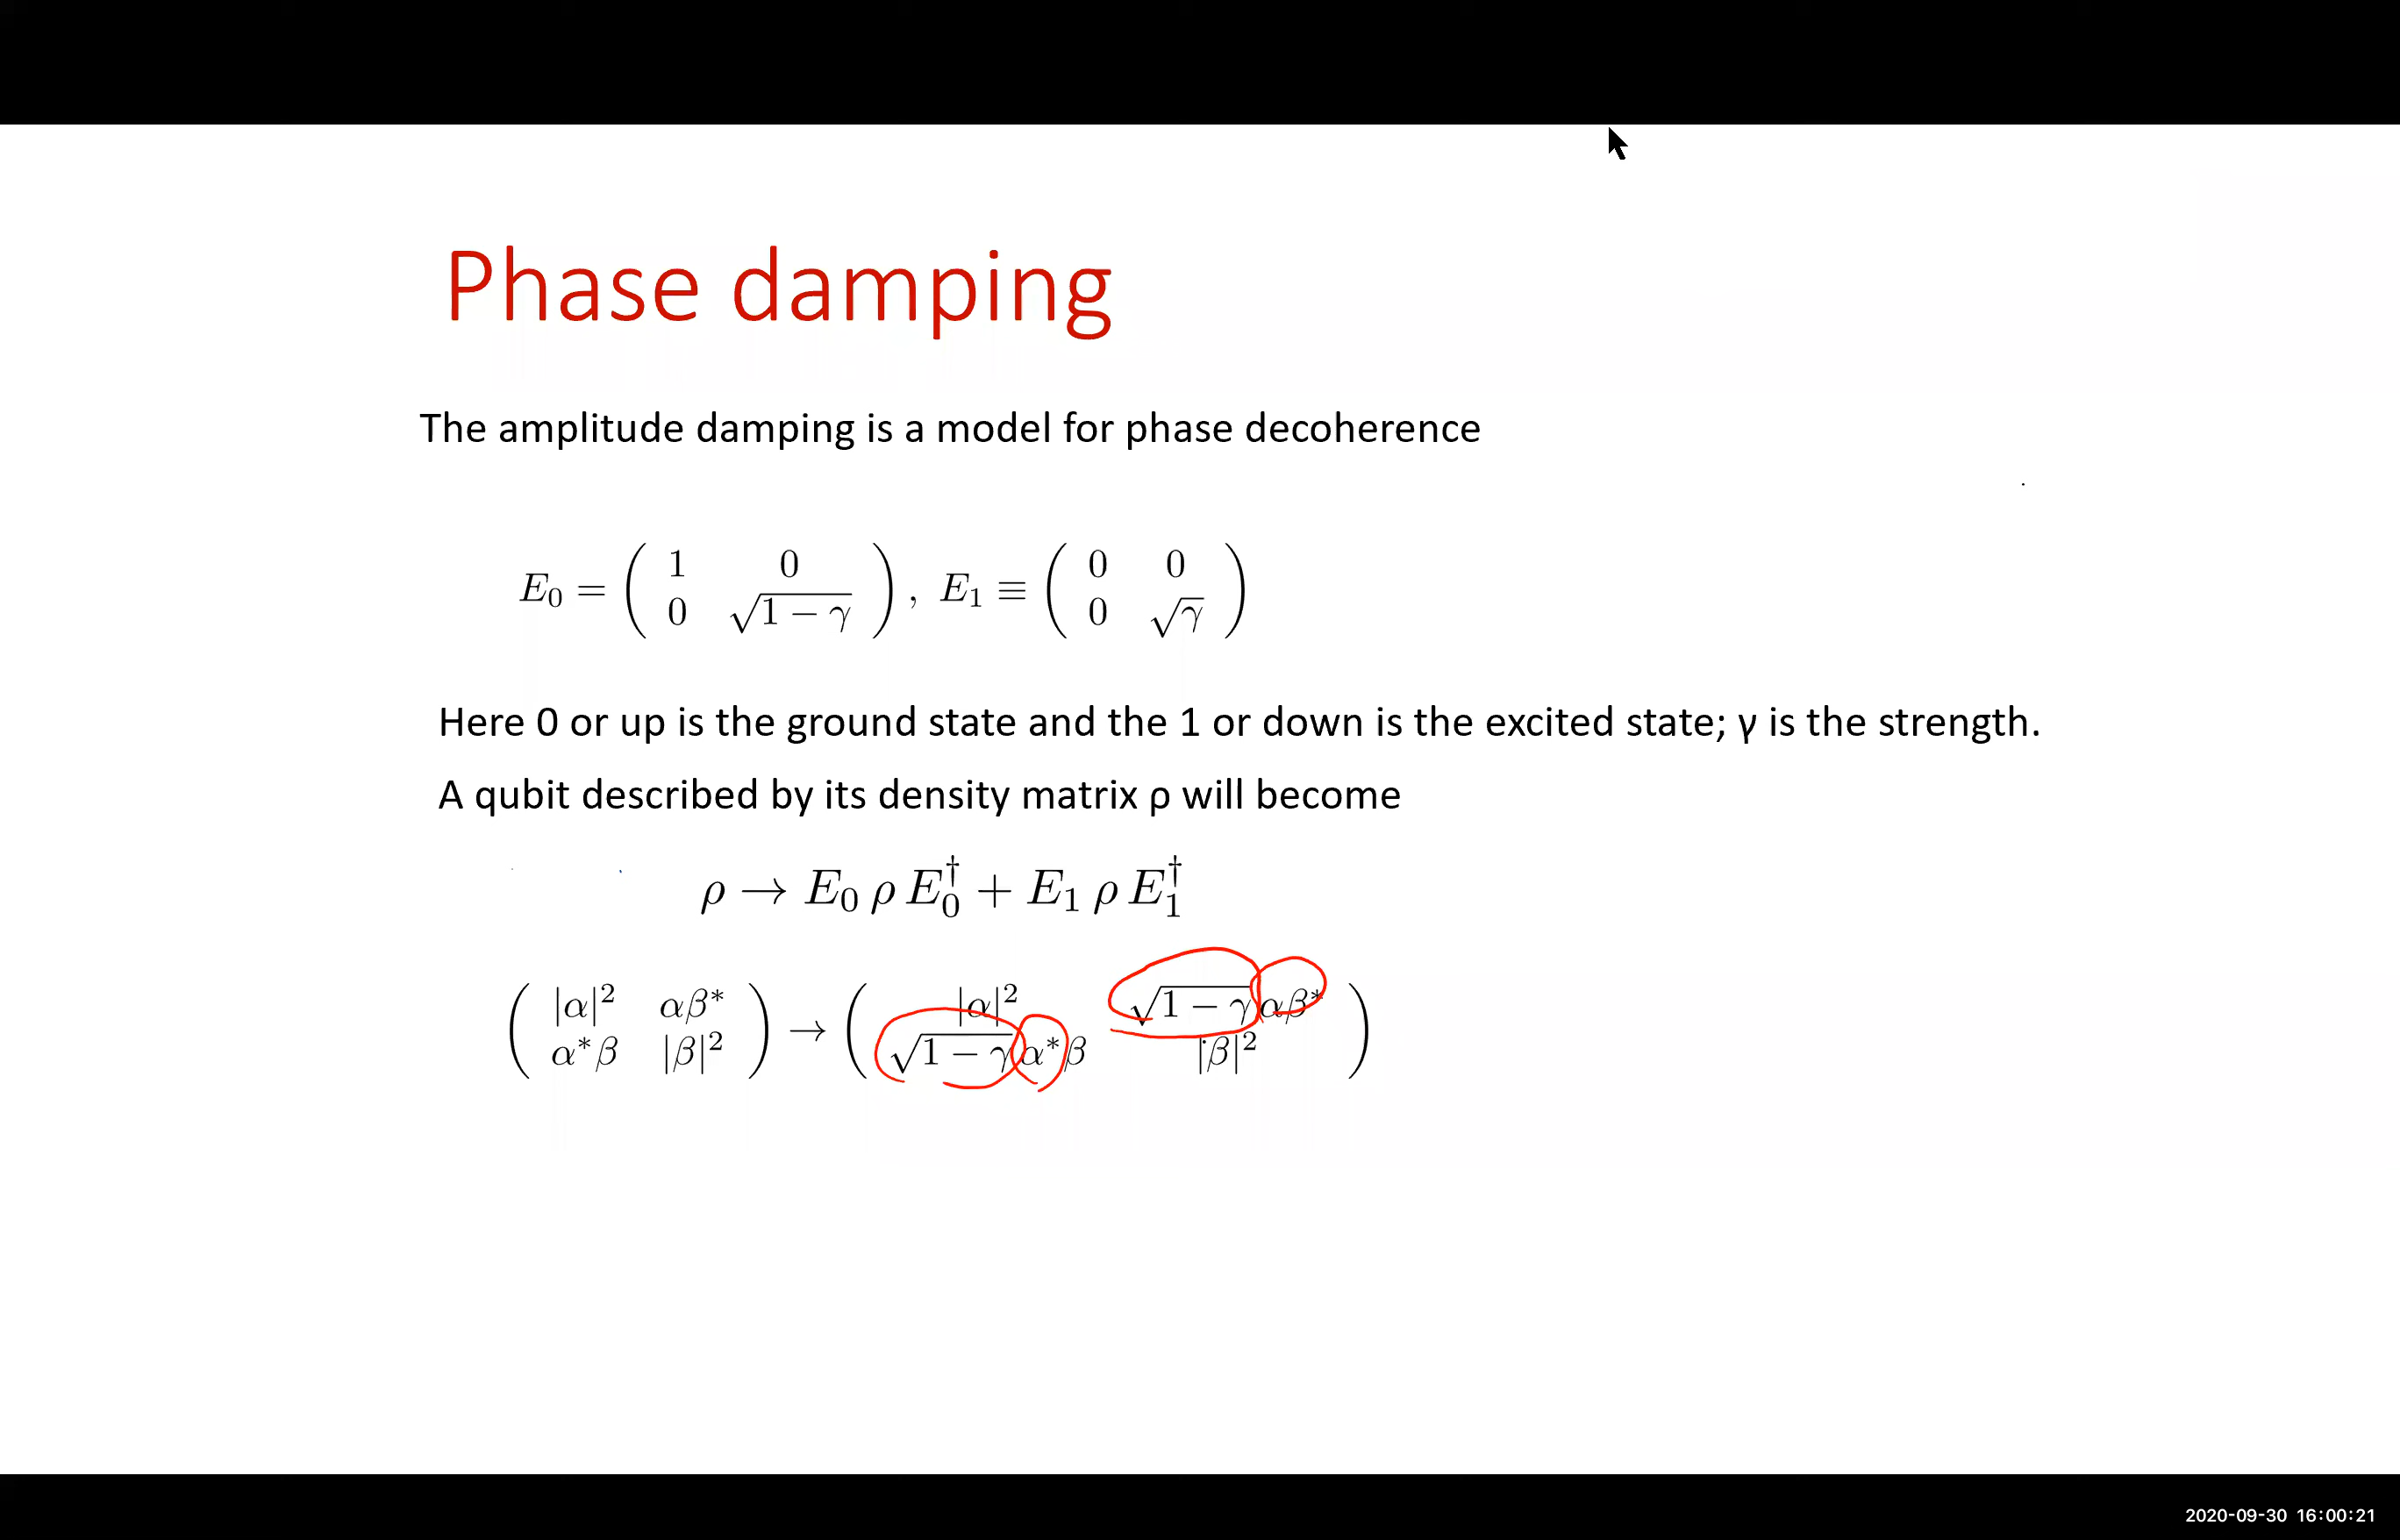 Phase damping
The amplitude damping is a model for phase decoherence
E₀ = ( 1 0 ; 0 √(1 − γ) ), E₁ ≡ ( 0 0 ; 0 √γ )
Here 0 or up is the ground state and the 1 or down is the excited state; γ is the strength.
A qubit described by its density matrix ρ will become
ρ → E₀ ρ E₀† + E₁ ρ E₁†
( |α|² αβ* ; α*β |β|² ) → ( |α|² √(1 − γ)αβ* ; √(1 − γ)α*β |β|² )
2020-09-30 16:00:21